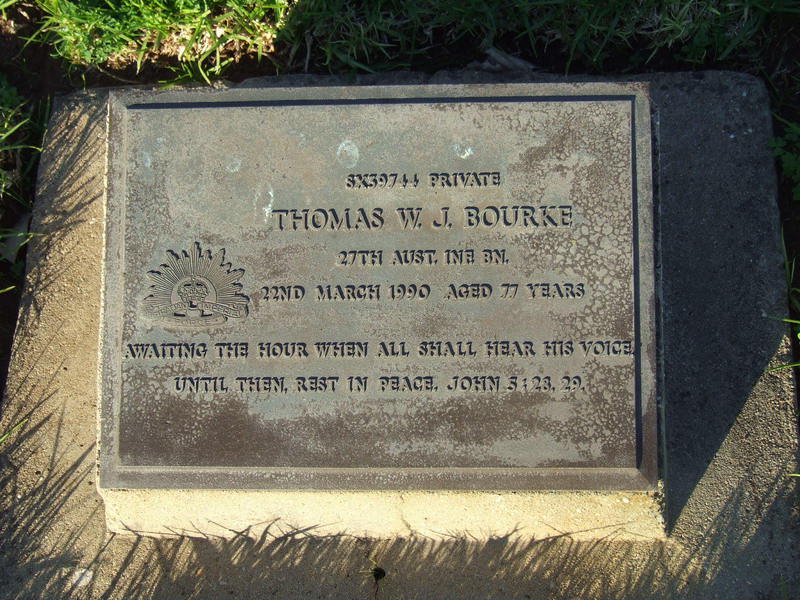 SX39744 PRIVATE
THOMAS W. J. BOURKE
27TH AUST. INF BN.
22ND MARCH 1990 AGED 77 YEARS
AWAITING THE HOUR WHEN ALL SHALL HEAR HIS VOICE.
UNTIL THEN, REST IN PEACE. JOHN 5:28, 29.